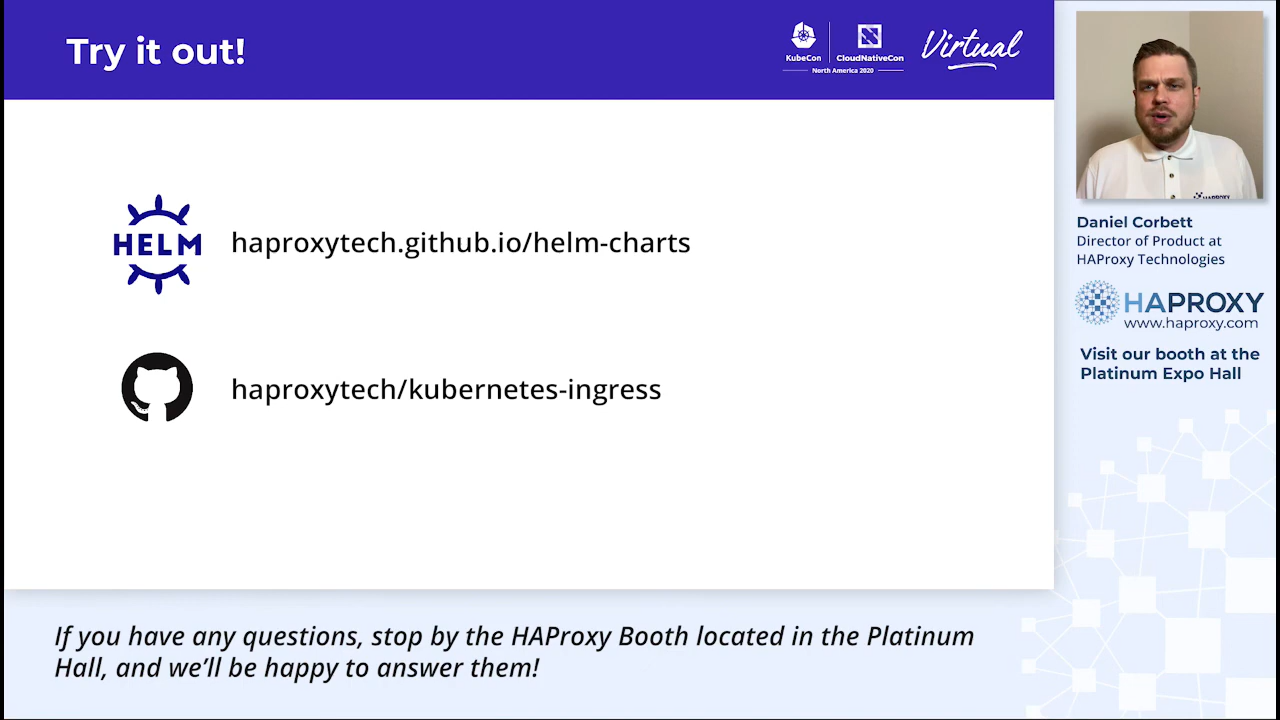 Try it out!
KubeCon
CloudNativeCon
North America 2020
Virtual
HELM
haproxytech.github.io/helm-charts
haproxytech/kubernetes-ingress
If you have any questions, stop by the HAProxy Booth located in the Platinum
Hall, and we’ll be happy to answer them!
HAPROXY
Daniel Corbett
Director of Product at
HAProxy Technologies
HAPROXY
www.haproxy.com
Visit our booth at the
Platinum Expo Hall